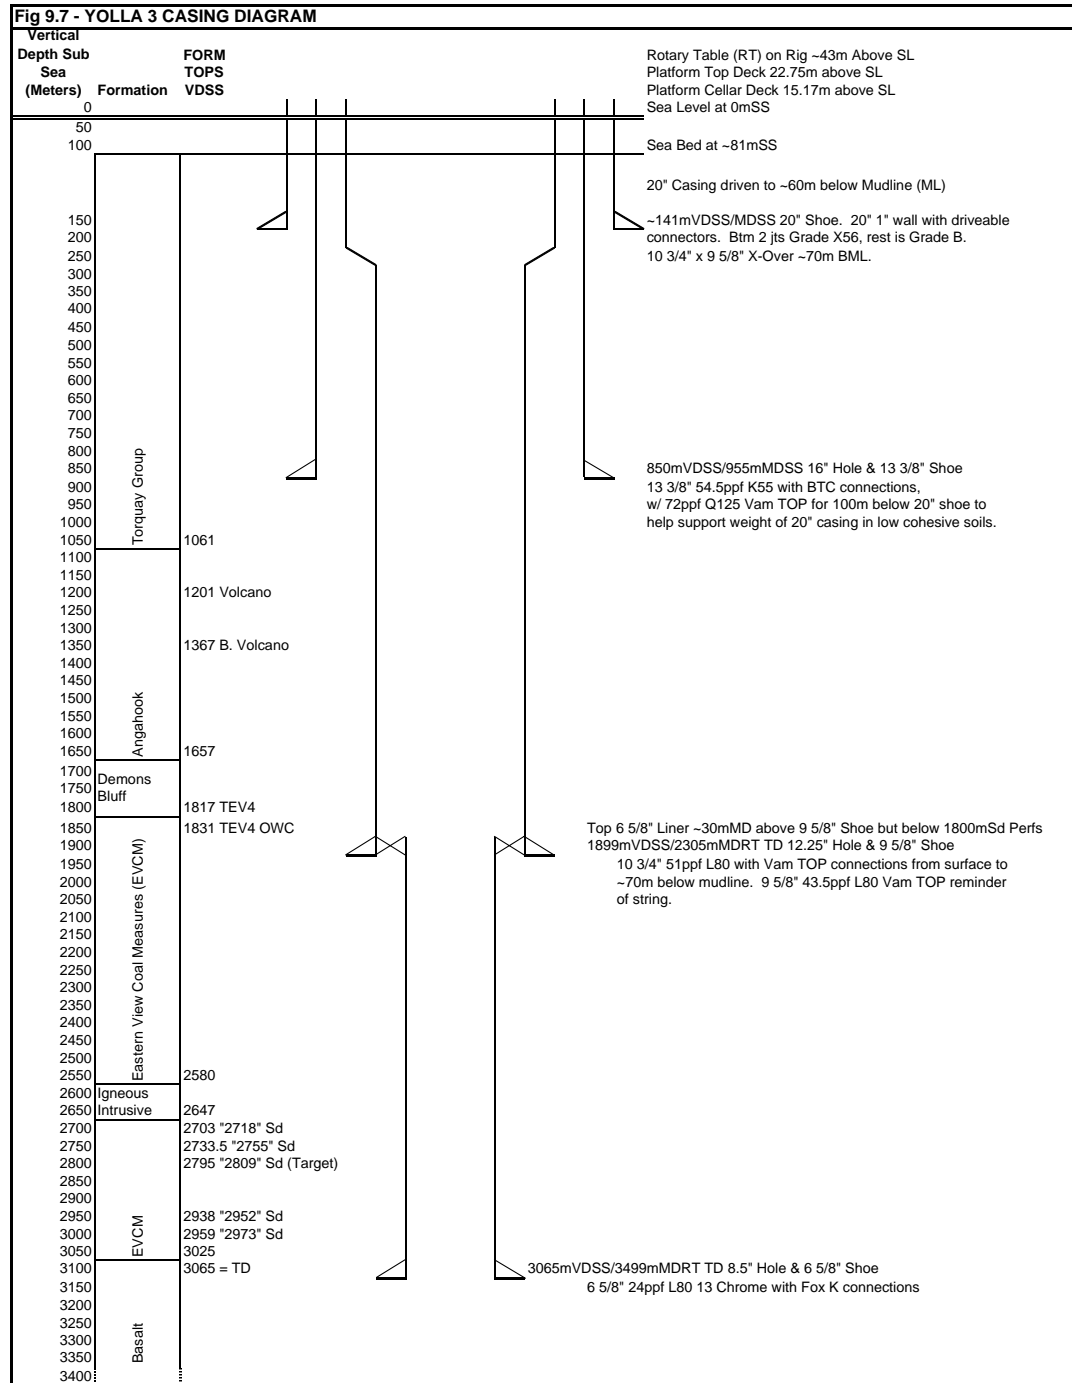 Fig 9.7 - YOLLA 3 CASING DIAGRAM
Vertical
Depth Sub
Sea
(Meters)
Formation
FORM
TOPS
VDSS
Rotary Table (RT) on Rig ~43m Above SL
Platform Top Deck 22.75m above SL
Platform Cellar Deck 15.17m above SL
0
Sea Level at 0mSS
50
100
Sea Bed at ~81mSS
20" Casing driven to ~60m below Mudline (ML)
150
~141mVDSS/MDSS 20" Shoe. 20" 1" wall with driveable
200
connectors. Btm 2 jts Grade X56, rest is Grade B.
250
10 3/4" x 9 5/8" X-Over ~70m BML.
300
350
400
450
500
550
600
650
700
750
800
850
850mVDSS/955mMDSS 16" Hole & 13 3/8" Shoe
900
13 3/8" 54.5ppf K55 with BTC connections,
950
w/ 72ppf Q125 Vam TOP for 100m below 20" shoe to
1000
help support weight of 20" casing in low cohesive soils.
Torquay Group
1050
1061
1100
1150
1200
1201 Volcano
1250
1300
1350
1367 B. Volcano
1400
1450
1500
1550
1600
Angahook
1650
1657
1700
Demons
1750
Bluff
1800
1817 TEV4
1850
1831 TEV4 OWC
Top 6 5/8" Liner ~30mMD above 9 5/8" Shoe but below 1800mSd Perfs
1900
1899mVDSS/2305mMDRT TD 12.25" Hole & 9 5/8" Shoe
1950
10 3/4" 51ppf L80 with Vam TOP connections from surface to
2000
~70m below mudline. 9 5/8" 43.5ppf L80 Vam TOP reminder
2050
of string.
2100
2150
2200
2250
2300
2350
2400
2450
2500
Eastern View Coal Measures (EVCM)
2550
2580
2600
Igneous
2650
Intrusive
2647
2700
2703 "2718" Sd
2750
2733.5 "2755" Sd
2800
2795 "2809" Sd (Target)
2850
2900
2950
2938 "2952" Sd
3000
2959 "2973" Sd
EVCM
3050
3025
3100
3065 = TD
3065mVDSS/3499mMDRT TD 8.5" Hole & 6 5/8" Shoe
3150
6 5/8" 24ppf L80 13 Chrome with Fox K connections
3200
3250
3300
3350
Basalt
3400